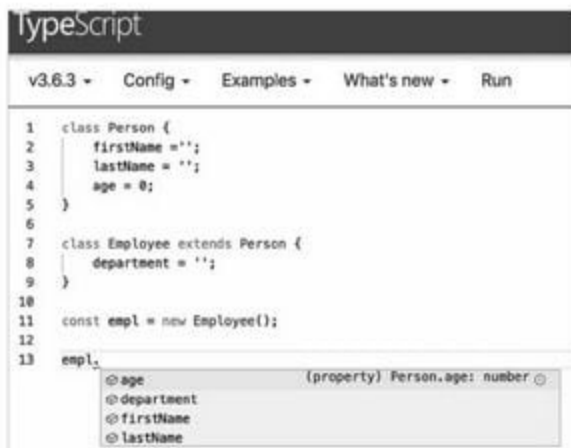 TypeScript
v3.6.3 Config Examples What's new Run
1 class Person {
2 firstName ='';
3 lastName = '';
4 age = 0;
5 }
6
7 class Employee extends Person {
8 department = '';
9 }
10
11 const empl = new Employee();
12
13 empl.
age (property) Person.age: number
department
firstName
lastName